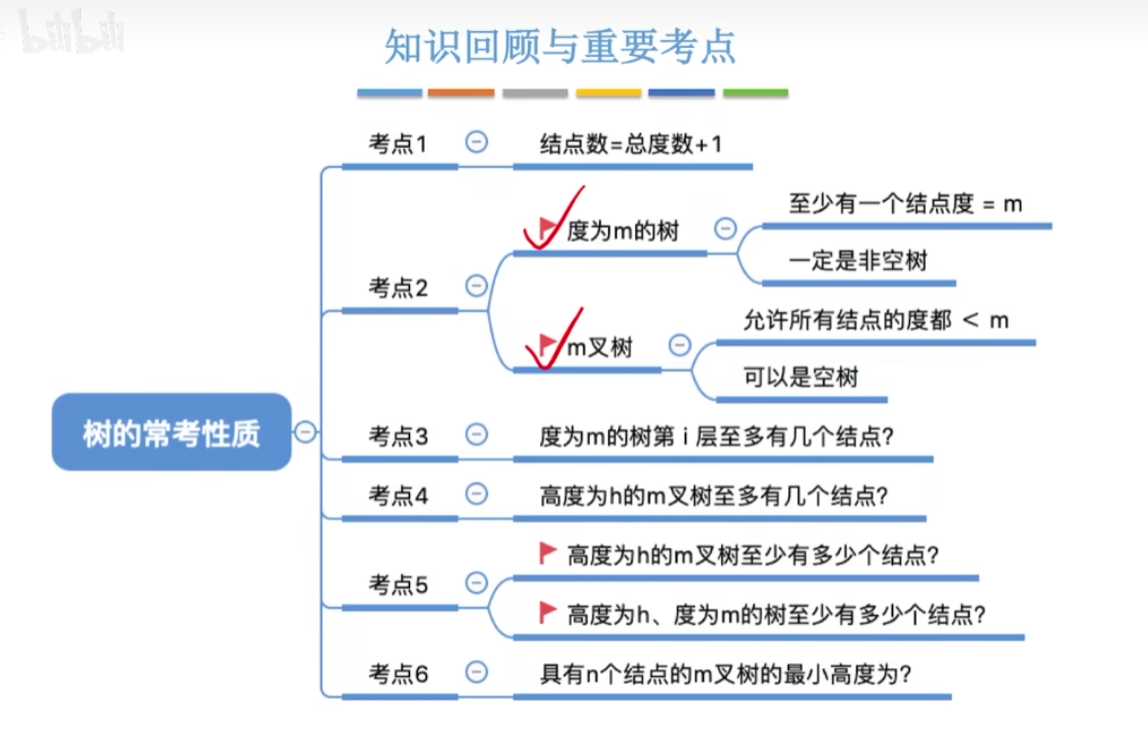 bilibili
知识回顾与重要考点
考点1
结点数=总度数+1
考点2
度为m的树
至少有一个结点度 = m
一定是非空树
m叉树
允许所有结点的度都 < m
可以是空树
树的常考性质
考点3
度为m的树第 i 层至多有几个结点?
考点4
高度为h的m叉树至多有几个结点?
考点5
高度为h的m叉树至少有多少个结点?
高度为h、度为m的树至少有多少个结点?
考点6
具有n个结点的m叉树的最小高度为?